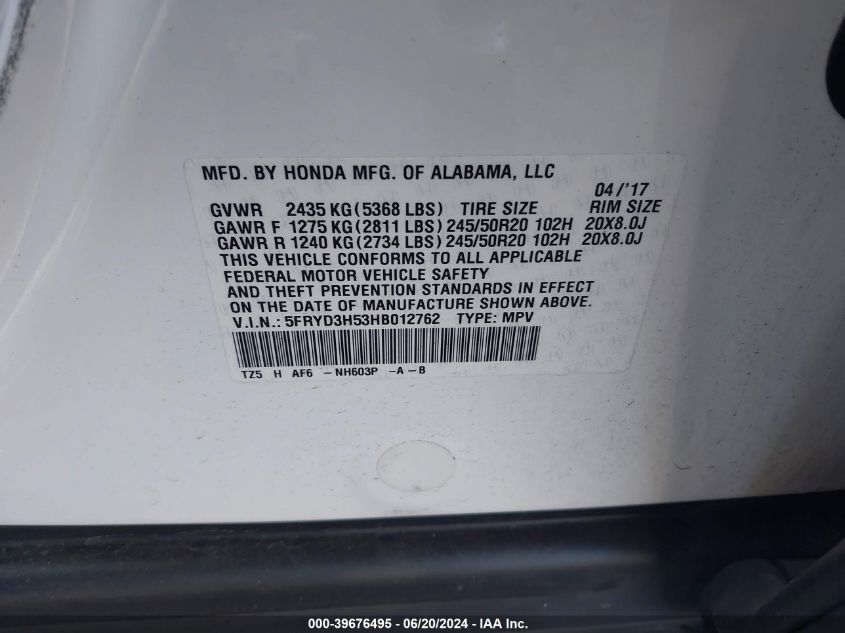 MFD. BY HONDA MFG. OF ALABAMA, LLC
04/'17
GVWR 2435 KG(5368 LBS) TIRE SIZE RIM SIZE
GAWR F 1275 KG(2811 LBS) 245/50R20 102H 20X8.0J
GAWR R 1240 KG(2734 LBS) 245/50R20 102H 20X8.0J
THIS VEHICLE CONFORMS TO ALL APPLICABLE
FEDERAL MOTOR VEHICLE SAFETY
AND THEFT PREVENTION STANDARDS IN EFFECT
ON THE DATE OF MANUFACTURE SHOWN ABOVE.
V.I.N.: 5FRYD3H53HB012762 TYPE: MPV
TZ5 H AF6 -NH603P -A-B
000-39676495 - 06/20/2024 - IAA Inc.